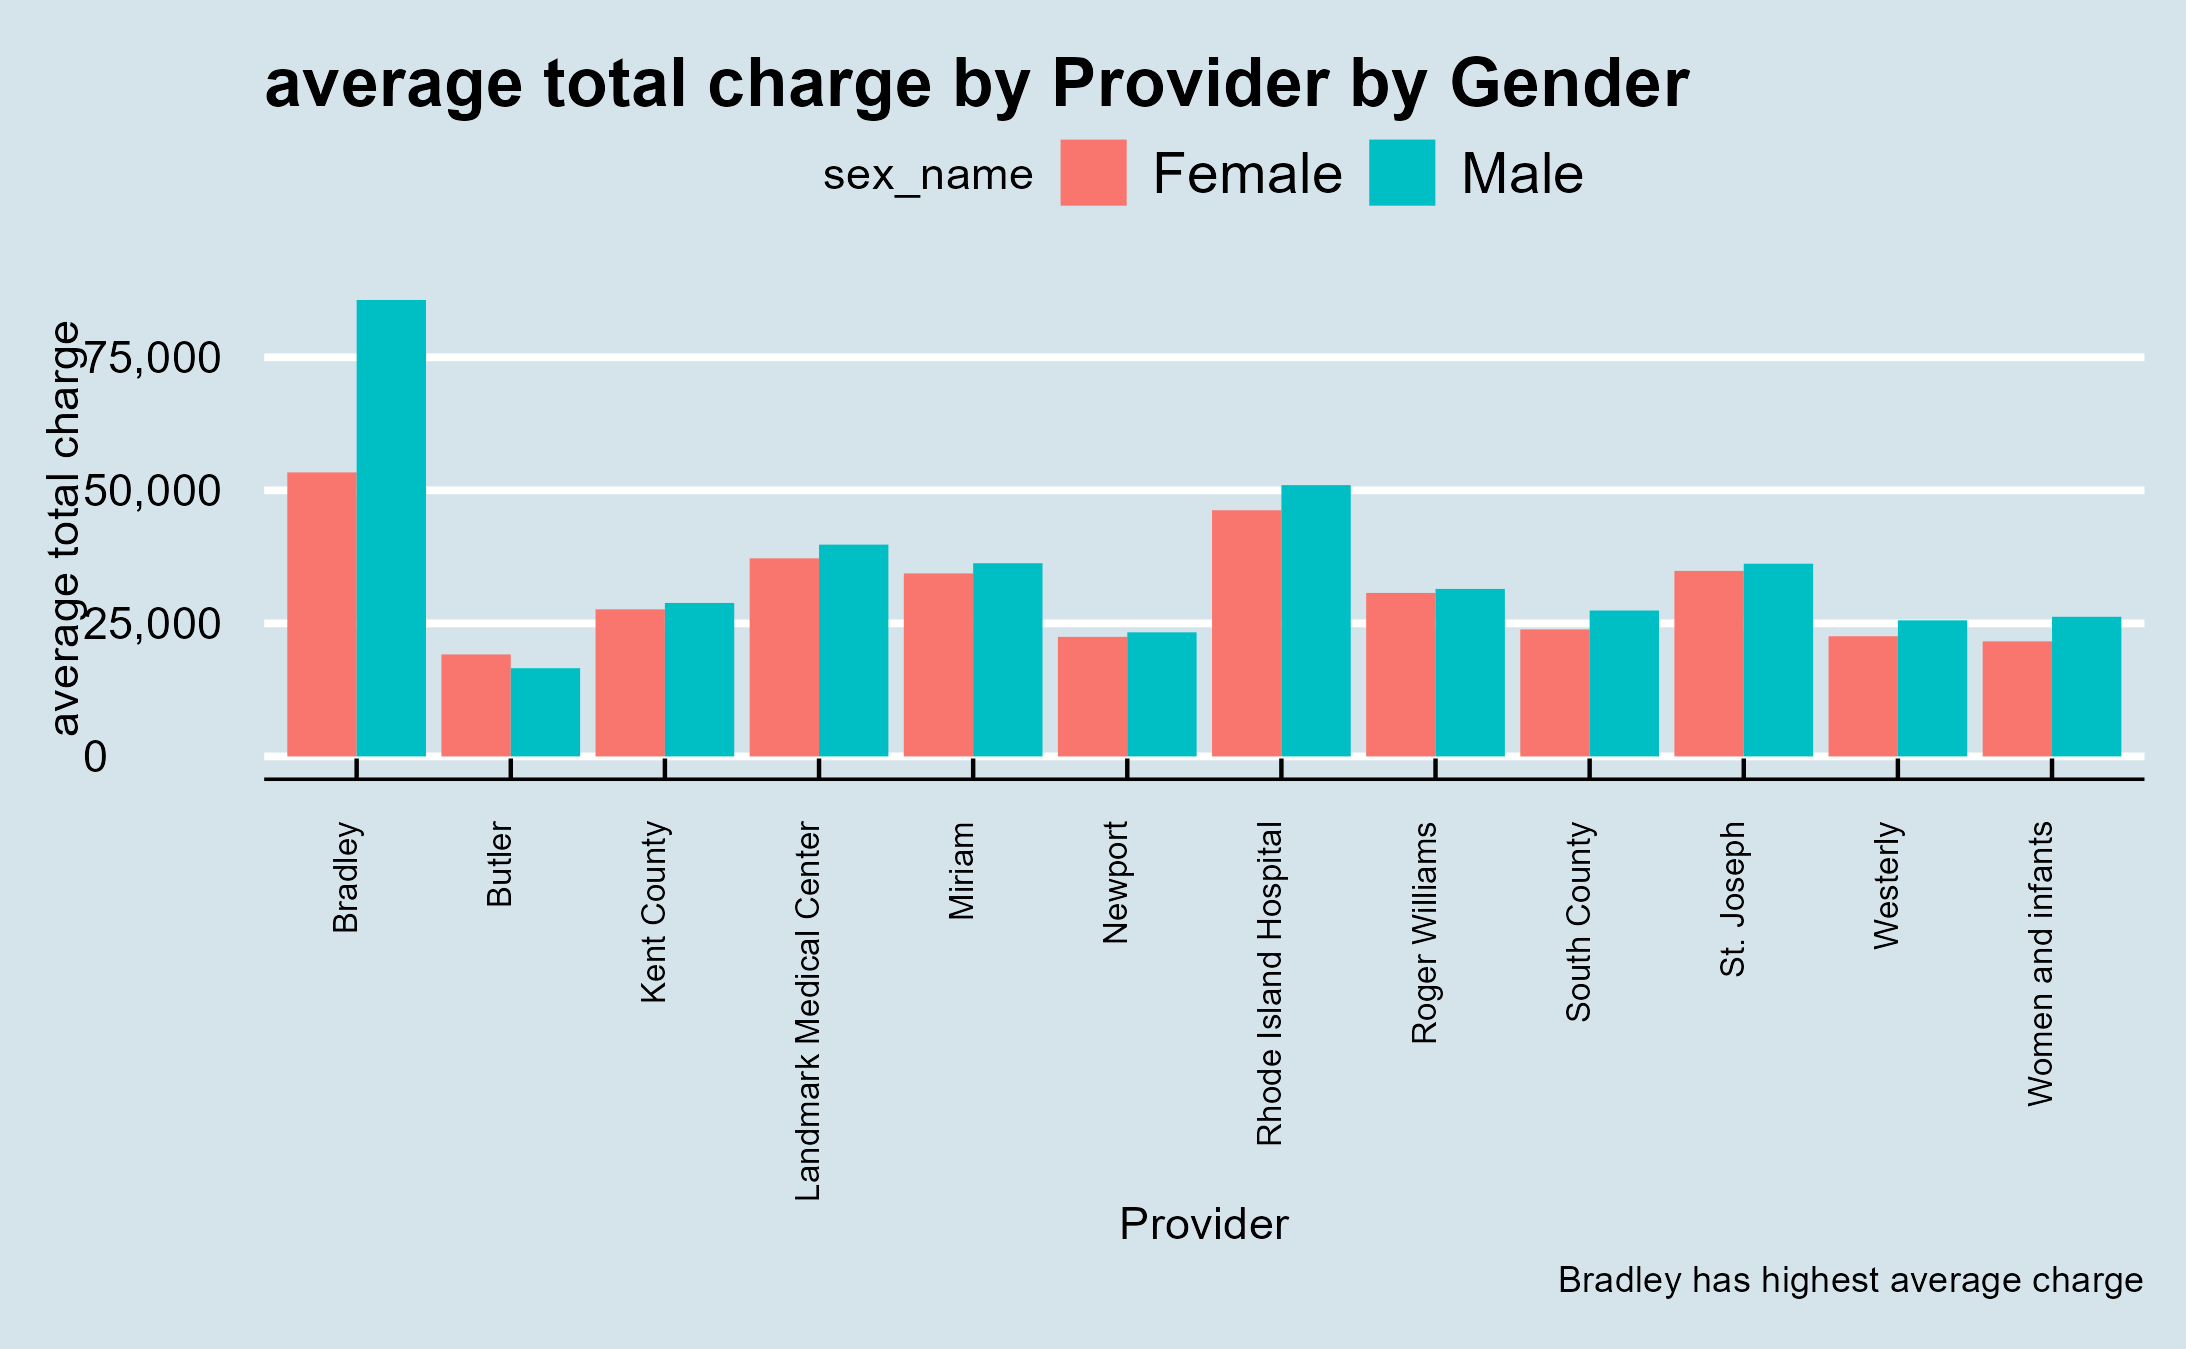 average total charge by Provider by Gender
sex_name Female Male
average total charge
75,000
50,000
25,000
0
Bradley
Butler
Kent County
Landmark Medical Center
Miriam
Newport
Rhode Island Hospital
Roger Williams
South County
St. Joseph
Westerly
Women and infants
Provider
Bradley has highest average charge